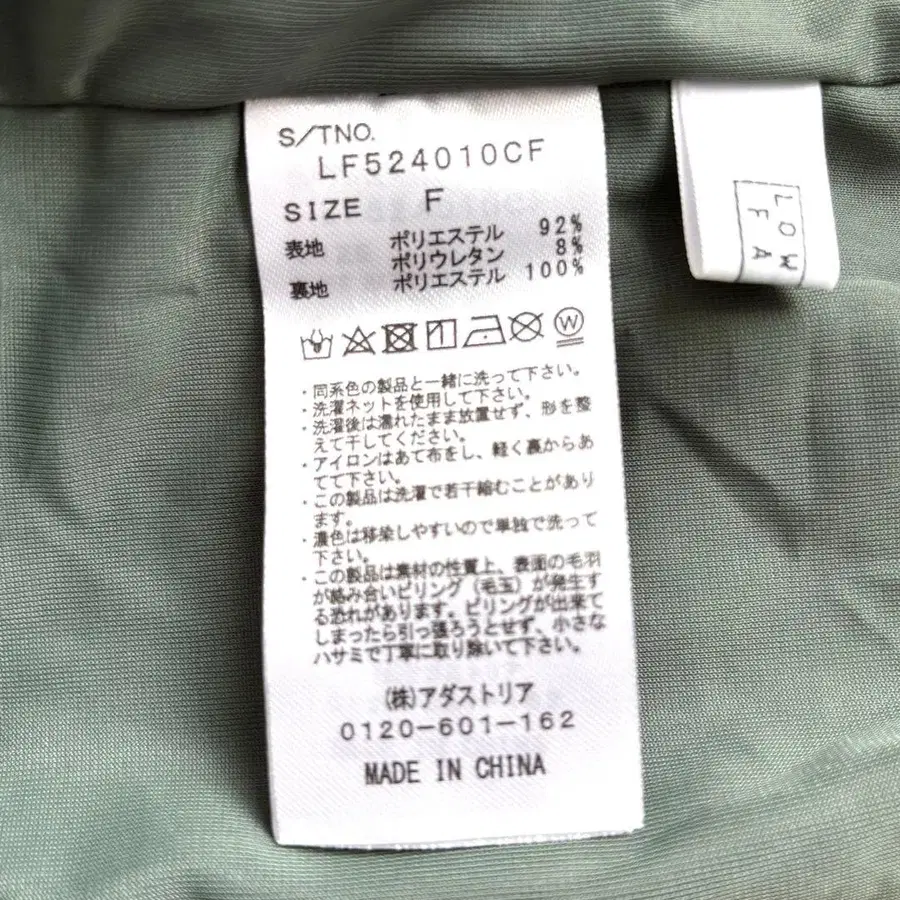 S/TNO.
LF524010CF
SIZE F
表地 ポリエステル 92%
ポリウレタン 8%
裏地 ポリエステル 100%
W
・同系色の製品と一緒に洗って下さい。
・洗濯ネットを使用して下さい。
・洗濯後は濡れたまま放置せず、形を整
えて干してください。
・アイロンはあて布をし、軽く裏からあ
てて下さい。
・この製品は洗濯で若干縮むことがあり
ます。
・濃色は移染しやすいので単独で洗って
下さい。
・この製品は素材の性質上、表面の毛羽
が絡み合いピリング（毛玉）が発生す
る恐れがあります。ピリングが出来て
しまったら引っ張ろうとせず、小さな
ハサミで丁寧に取り除いて下さい。
(株)アダストリア
0120-601-162
MADE IN CHINA
LOW
FA